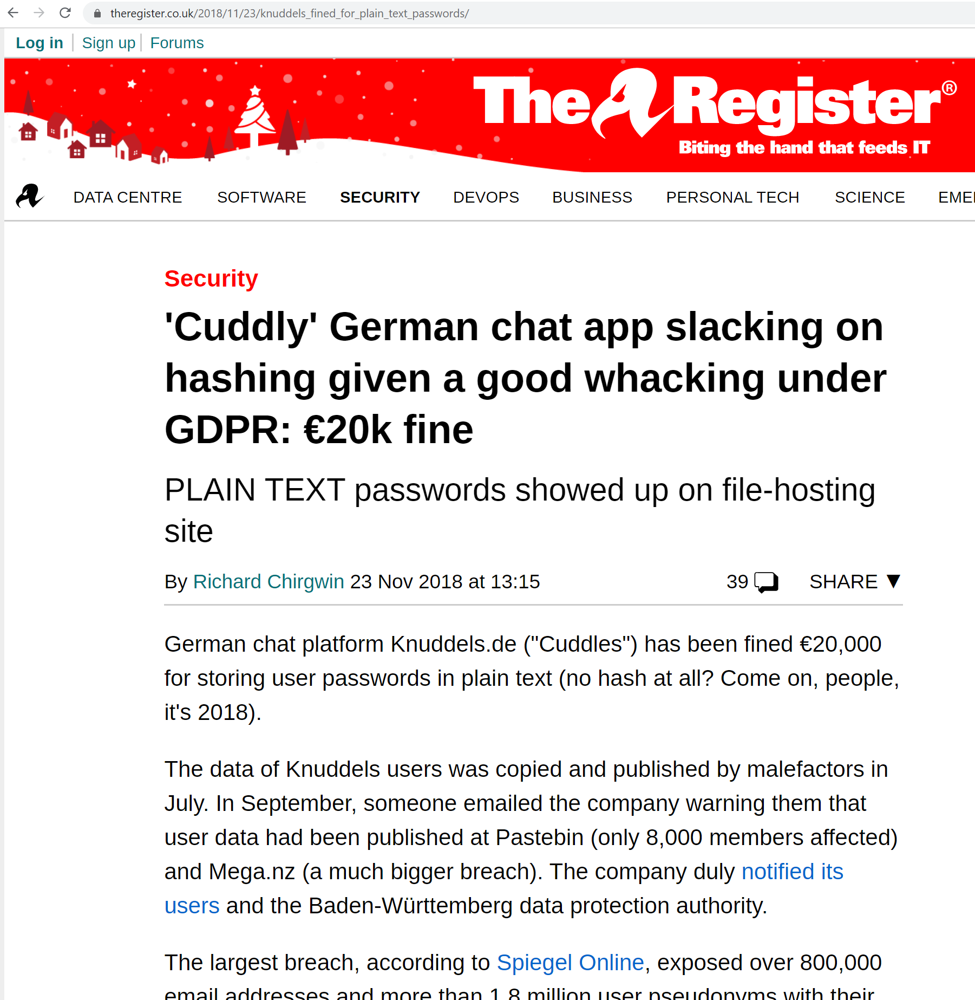 theregister.co.uk/2018/11/23/knuddels_fined_for_plain_text_passwords/
Log in Sign up Forums
The Register®
Biting the hand that feeds IT
DATA CENTRE SOFTWARE SECURITY DEVOPS BUSINESS PERSONAL TECH SCIENCE
Security
'Cuddly' German chat app slacking on
hashing given a good whacking under
GDPR: €20k fine
PLAIN TEXT passwords showed up on file-hosting
site
By Richard Chirgwin 23 Nov 2018 at 13:15 39 SHARE ▼
German chat platform Knuddels.de ("Cuddles") has been fined €20,000
for storing user passwords in plain text (no hash at all? Come on, people,
it's 2018).
The data of Knuddels users was copied and published by malefactors in
July. In September, someone emailed the company warning them that
user data had been published at Pastebin (only 8,000 members affected)
and Mega.nz (a much bigger breach). The company duly notified its
users and the Baden-Württemberg data protection authority.
The largest breach, according to Spiegel Online, exposed over 800,000
email addresses and more than 1.8 million user pseudonyms with their